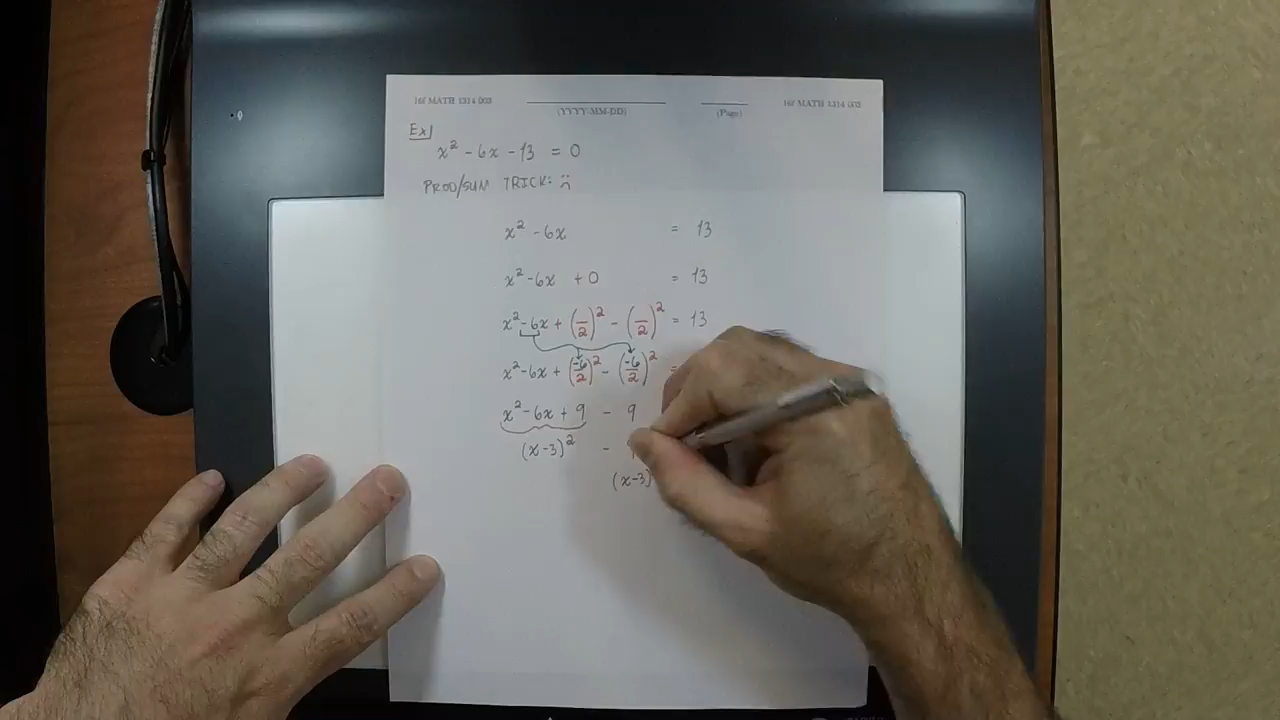 16f MATH 1314 003 (YYYY-MM-DD) (Page) 16f MATH 1314 003
Ex]
x² - 6x - 13 = 0
PROD/SUM TRICK: ☹
x² - 6x = 13
x² - 6x + 0 = 13
x² - 6x + (/2)² - (/2)² = 13
x² - 6x + (-6/2)² - (-6/2)² =
x² - 6x + 9 - 9
(x - 3)² -
(x-3)